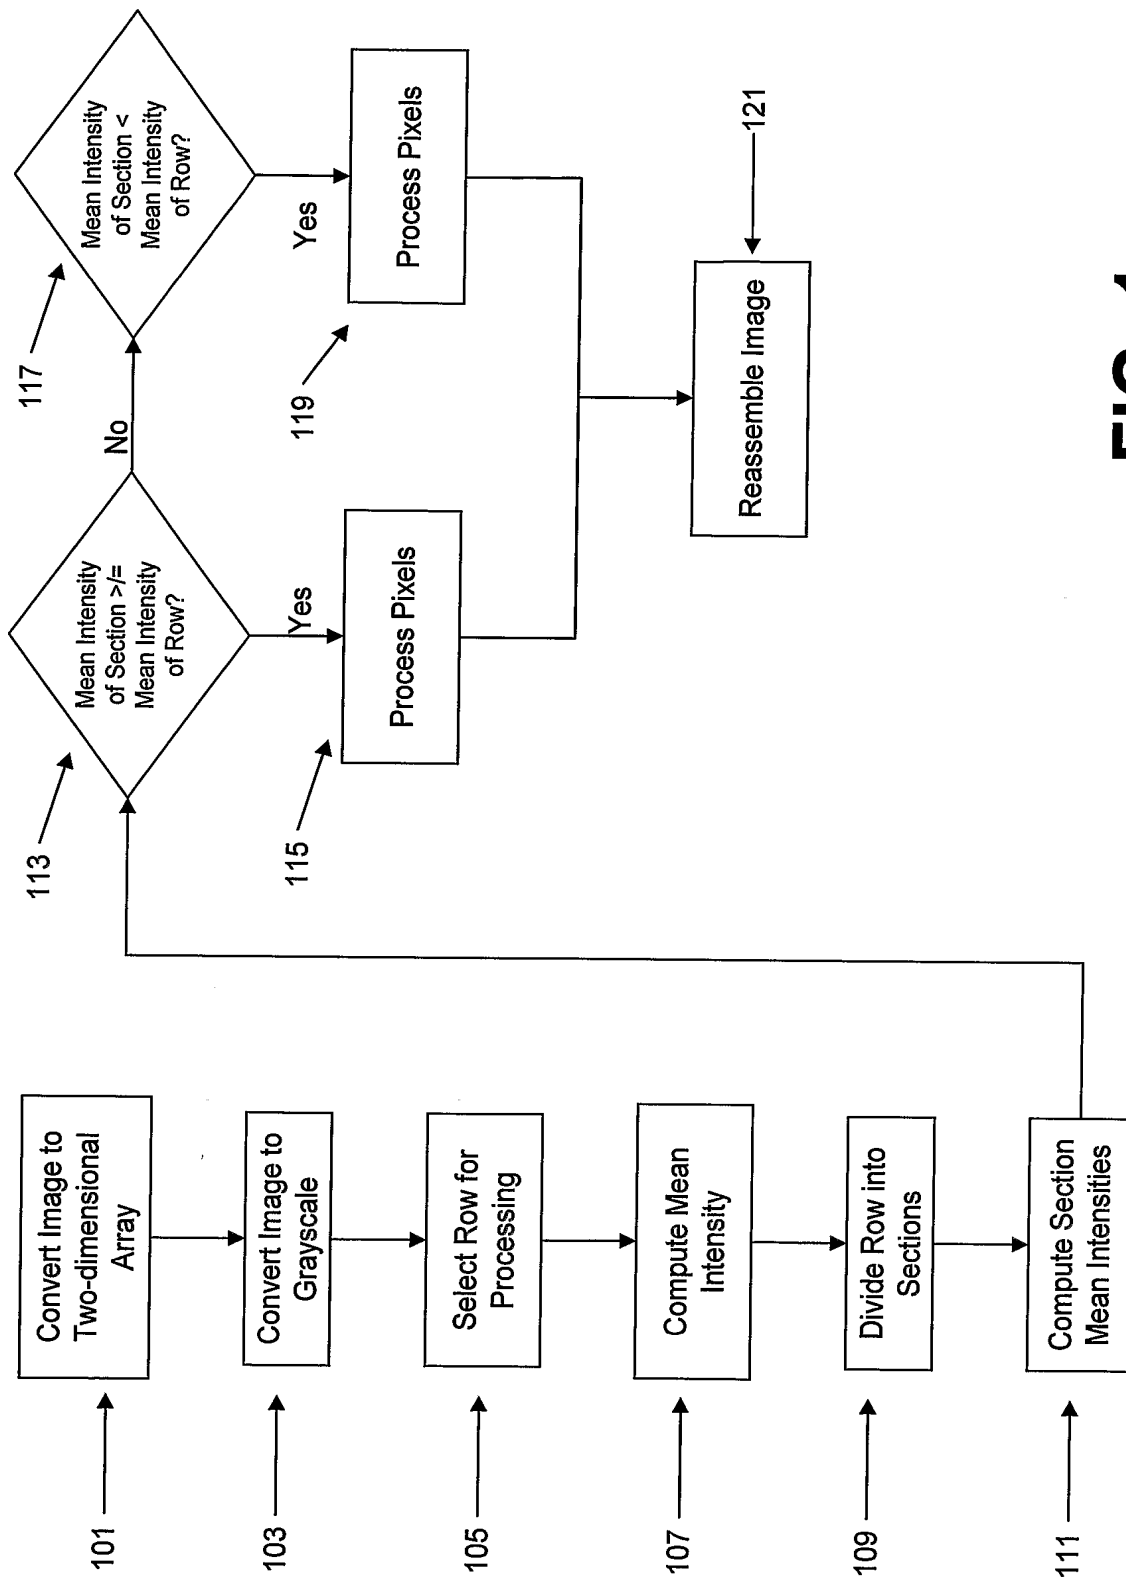 101
Convert Image to
Two-dimensional
Array
103
Convert Image to
Grayscale
105
Select Row for
Processing
107
Compute Mean
Intensity
109
Divide Row into
Sections
111
Compute Section
Mean Intensities
113
Mean Intensity
of Section >/=
Mean Intensity
of Row?
No
Yes
115
Process Pixels
117
Mean Intensity
of Section <
Mean Intensity
of Row?
Yes
119
Process Pixels
121
Reassemble Image